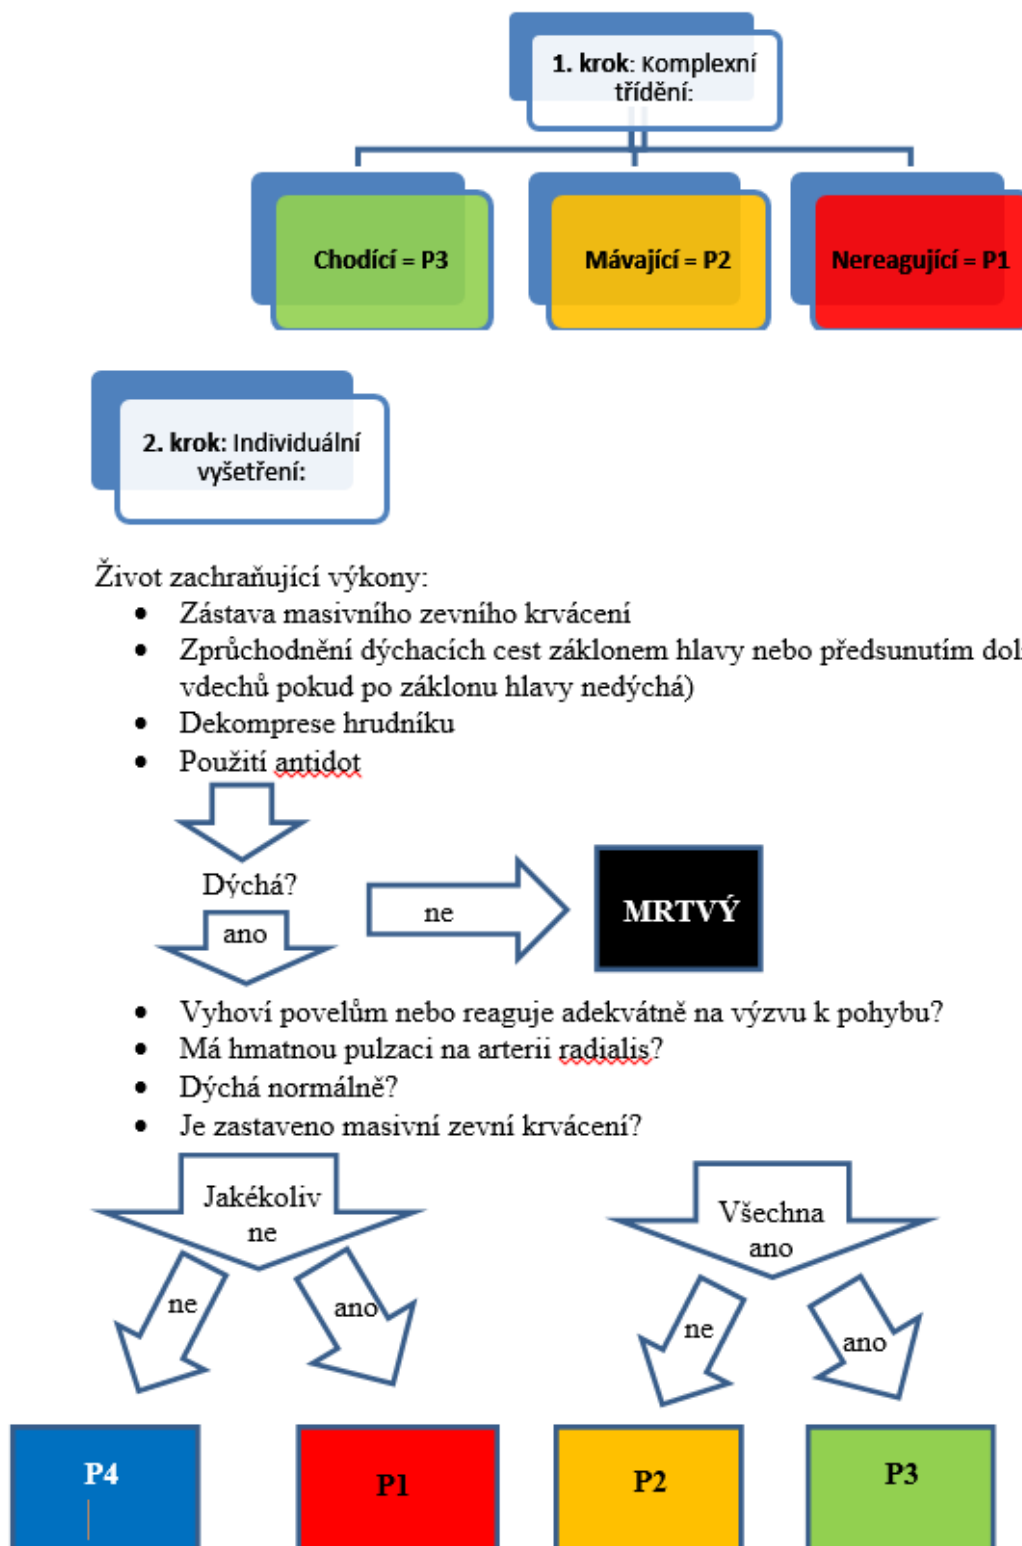 1. krok: Komplexní
třídění:
Chodící = P3
Mávající = P2
Nereagující = P1
2. krok: Individuální
vyšetření:
Život zachraňující výkony:
• Zástava masivního zevního krvácení
• Zprůchodnění dýchacích cest záklonem hlavy nebo předsunutím dol
vdechů pokud po záklonu hlavy nedýchá)
• Dekomprese hrudníku
• Použití antidot
Dýchá?
ne
MRTVÝ
ano
• Vyhoví povelům nebo reaguje adekvátně na výzvu k pohybu?
• Má hmatnou pulzaci na arterii radialis?
• Dýchá normálně?
• Je zastaveno masivní zevní krvácení?
Jakékoliv
ne
Všechna
ano
ne
ano
ne
ano
P4
P1
P2
P3